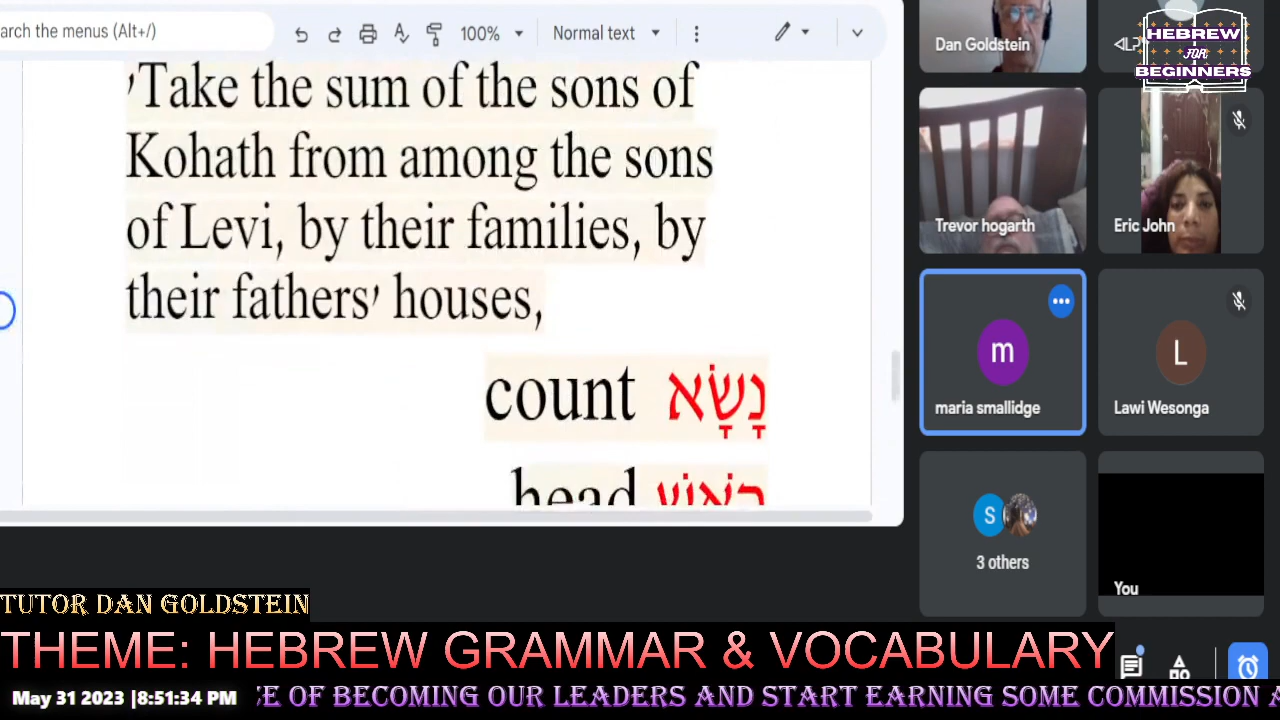 arch the menus (Alt+/)
100%
Normal text
'Take the sum of the sons of
Kohath from among the sons
of Levi, by their families, by
their fathers' houses,
count נָשָׂא
head רֹאשׁ
Dan Goldstein
HEBREW
FOR
BEGINNERS
Trevor hogarth
Eric John
m
maria smallidge
L
Lawi Wesonga
S
3 others
You
TUTOR DAN GOLDSTEIN
THEME: HEBREW GRAMMAR & VOCABULARY
May 31 2023 |8:51:34 PM
CE OF BECOMING OUR LEADERS AND START EARNING SOME COMMISSION A